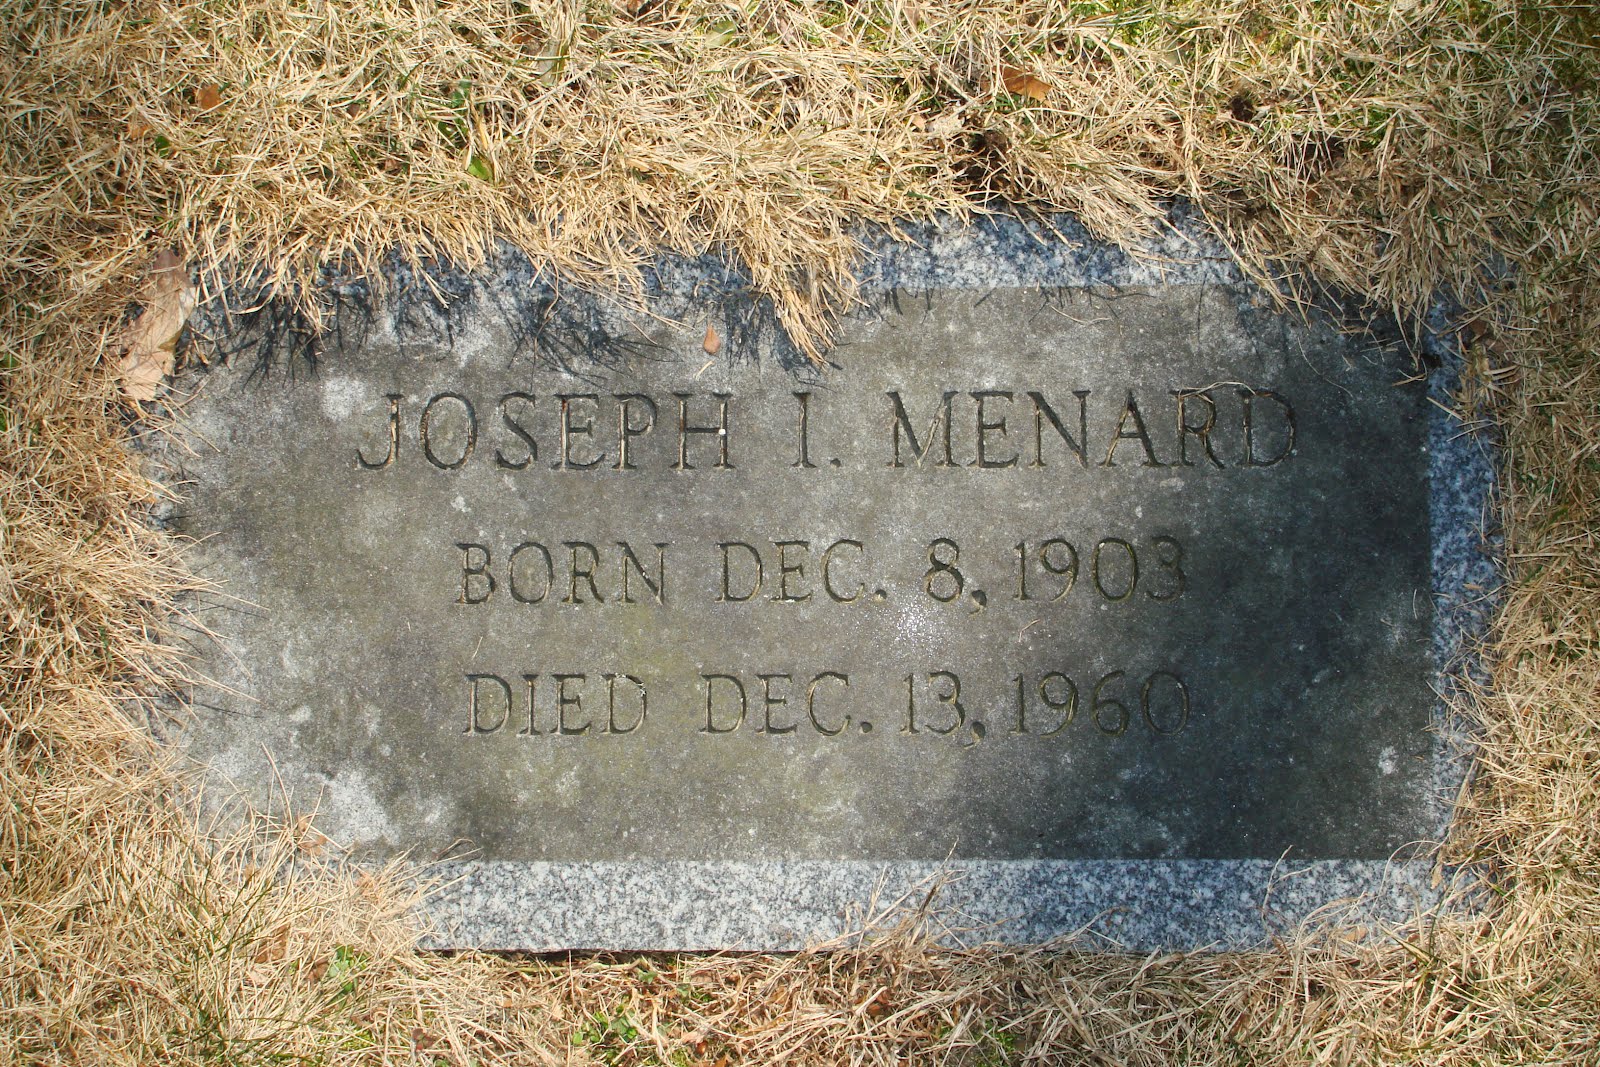 JOSEPH I. MENARD
BORN DEC. 8, 1903
DIED DEC. 13, 1960